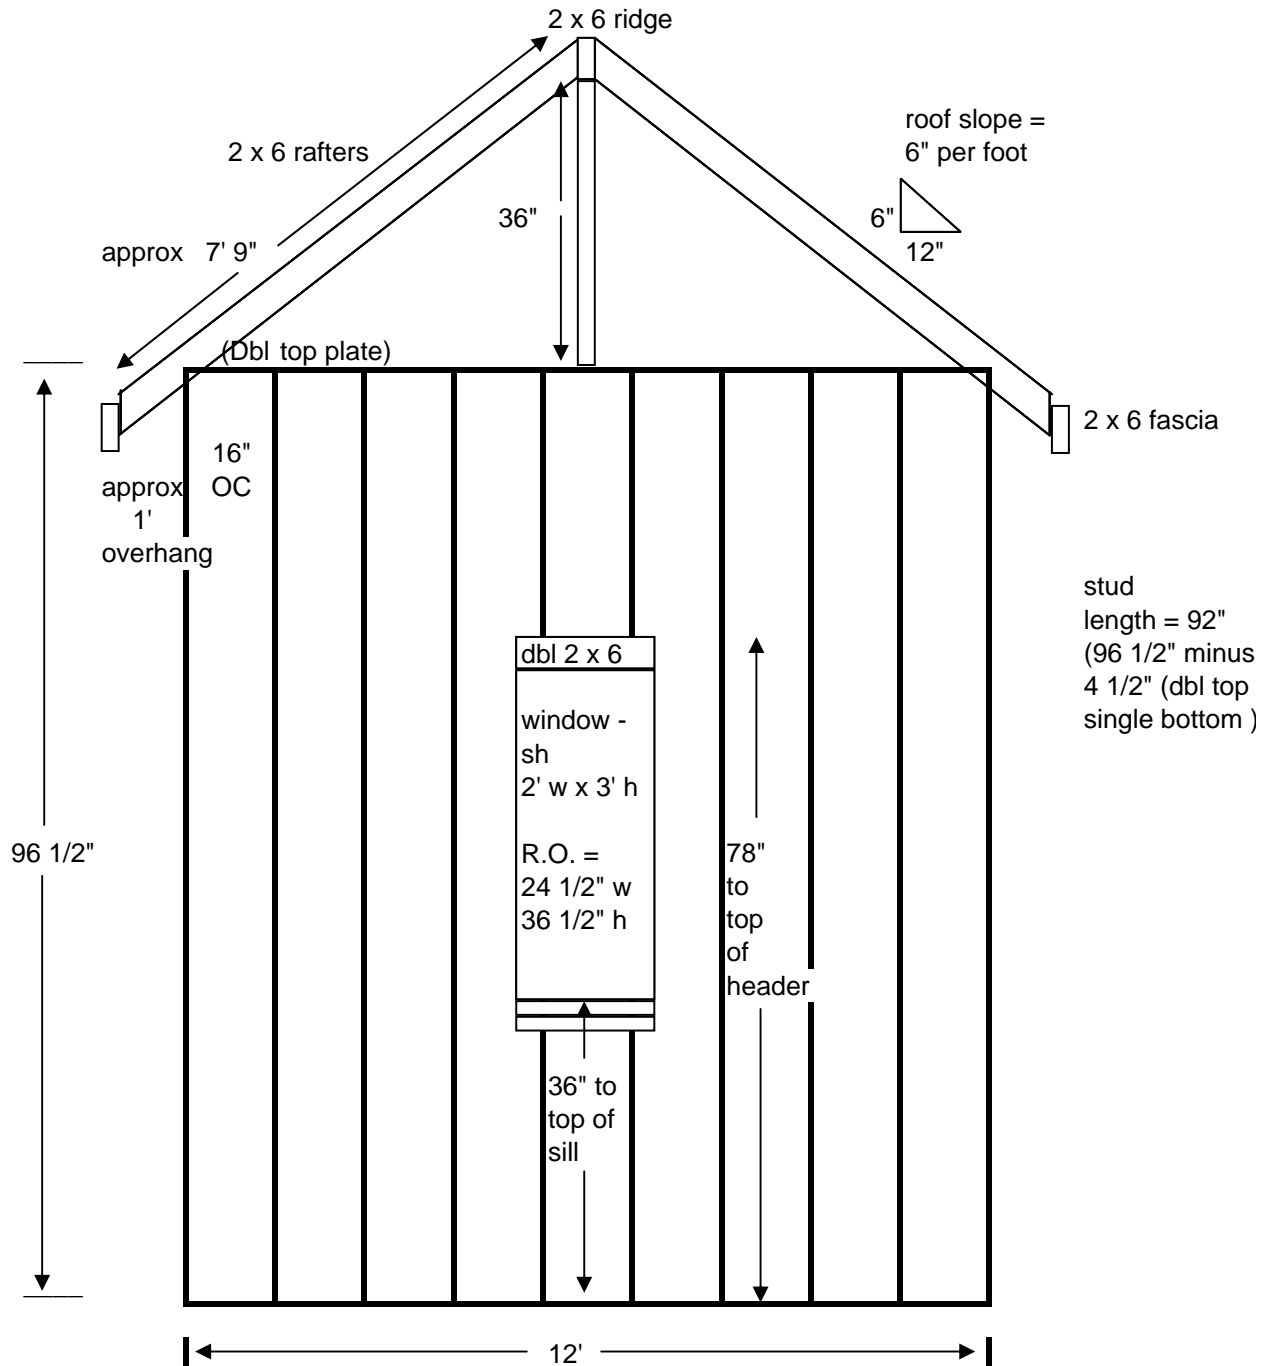 2 x 6 ridge
roof slope =
6" per foot
2 x 6 rafters
36"
6"
12"
approx 7' 9"
(Dbl top plate)
2 x 6 fascia
16"
OC
approx
1'
overhang
stud
length = 92"
(96 1/2" minus
4 1/2" (dbl top
single bottom )
dbl 2 x 6
window -
sh
2' w x 3' h
R.O. =
24 1/2" w
36 1/2" h
96 1/2"
78"
to
top
of
header
36" to
top of
sill
12'